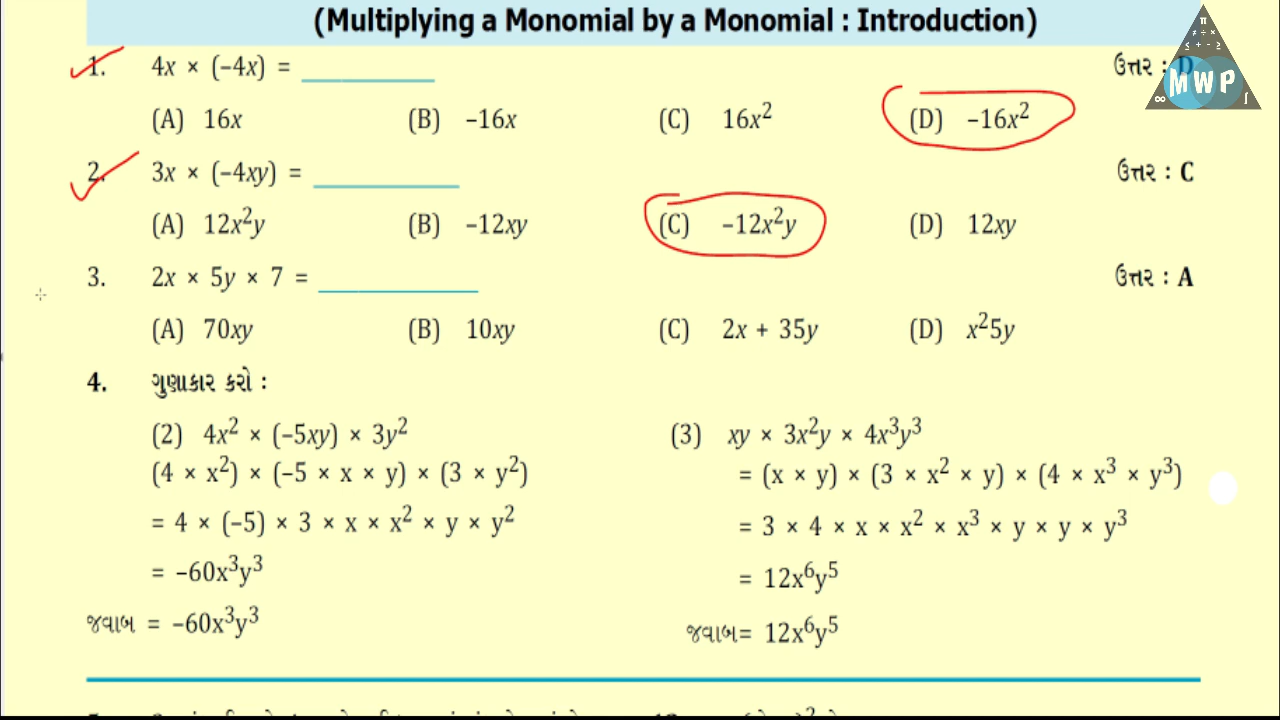 (Multiplying a Monomial by a Monomial : Introduction)
1. 4x × (–4x) = ________ ઉત્તર : D
(A) 16x (B) –16x (C) 16x² (D) –16x²
2. 3x × (–4xy) = ________ ઉત્તર : C
(A) 12x²y (B) –12xy (C) –12x²y (D) 12xy
3. 2x × 5y × 7 = ________ ઉત્તર : A
(A) 70xy (B) 10xy (C) 2x + 35y (D) x²5y
4. ગુણાકાર કરો :
(2) 4x² × (–5xy) × 3y²
(4 × x²) × (–5 × x × y) × (3 × y²)
= 4 × (–5) × 3 × x × x² × y × y²
= –60x³y³
જવાબ = –60x³y³
(3) xy × 3x²y × 4x³y³
= (x × y) × (3 × x² × y) × (4 × x³ × y³)
= 3 × 4 × x × x² × x³ × y × y × y³
= 12x⁶y⁵
જવાબ= 12x⁶y⁵
MWP